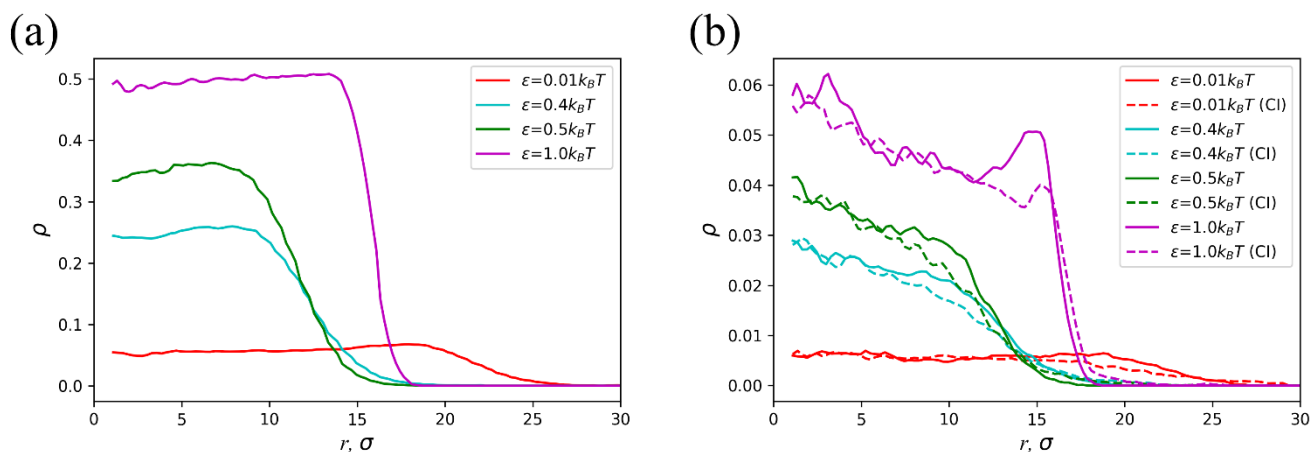 (a)
0.5
0.4
0.3
0.2
0.1
0.0
ρ
0
5
10
15
20
25
30
r, σ
ε=0.01k_BT
ε=0.4k_BT
ε=0.5k_BT
ε=1.0k_BT
(b)
0.06
0.05
0.04
0.03
0.02
0.01
0.00
ρ
0
5
10
15
20
25
30
r, σ
ε=0.01k_BT
ε=0.01k_BT (CI)
ε=0.4k_BT
ε=0.4k_BT (CI)
ε=0.5k_BT
ε=0.5k_BT (CI)
ε=1.0k_BT
ε=1.0k_BT (CI)